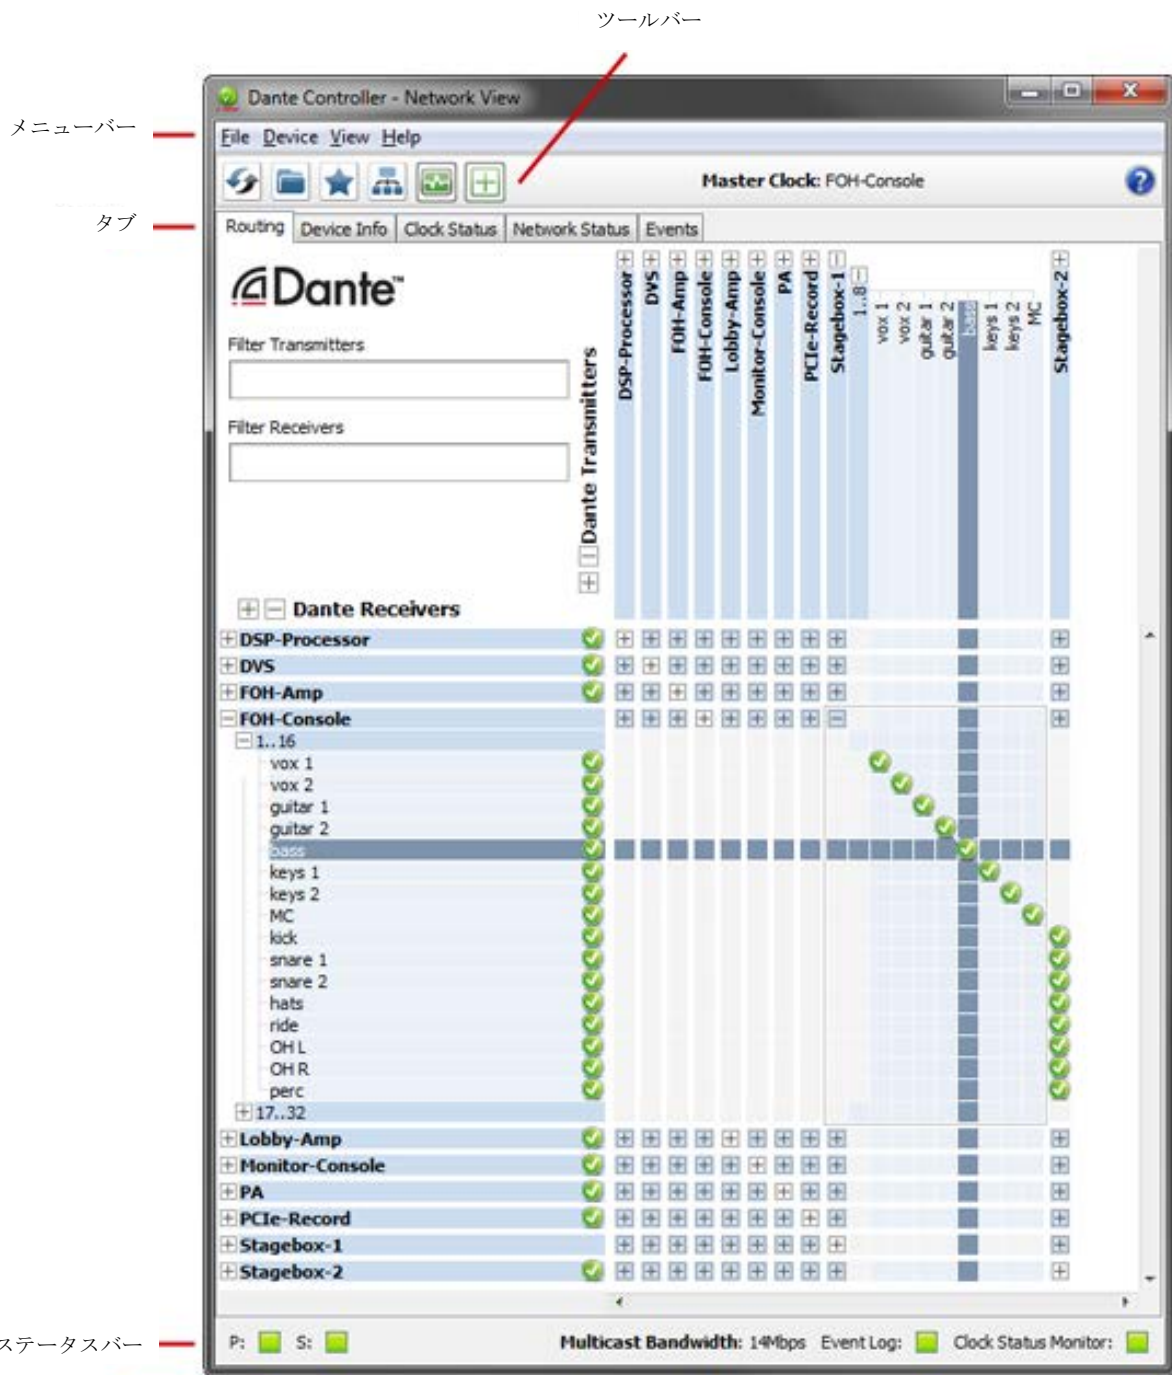 ツールバー
Dante Controller - Network View
メニューバー
File Device View Help
Master Clock: FOH-Console
タブ
Routing Device Info Clock Status Network Status Events
Dante™
Filter Transmitters
Filter Receivers
Dante Transmitters
DSP-Processor
DVS
FOH-Amp
FOH-Console
Lobby-Amp
Monitor-Console
PA
PCIe-Record
Stagebox-1
1..8
vox 1
vox 2
guitar 1
guitar 2
bass
keys 1
keys 2
MC
Stagebox-2
Dante Receivers
DSP-Processor
DVS
FOH-Amp
FOH-Console
1..16
vox 1
vox 2
guitar 1
guitar 2
bass
keys 1
keys 2
MC
kick
snare 1
snare 2
hats
ride
OH L
OH R
perc
17..32
Lobby-Amp
Monitor-Console
PA
PCIe-Record
Stagebox-1
Stagebox-2
ステータスバー
P: S: Multicast Bandwidth: 14Mbps Event Log: Clock Status Monitor: